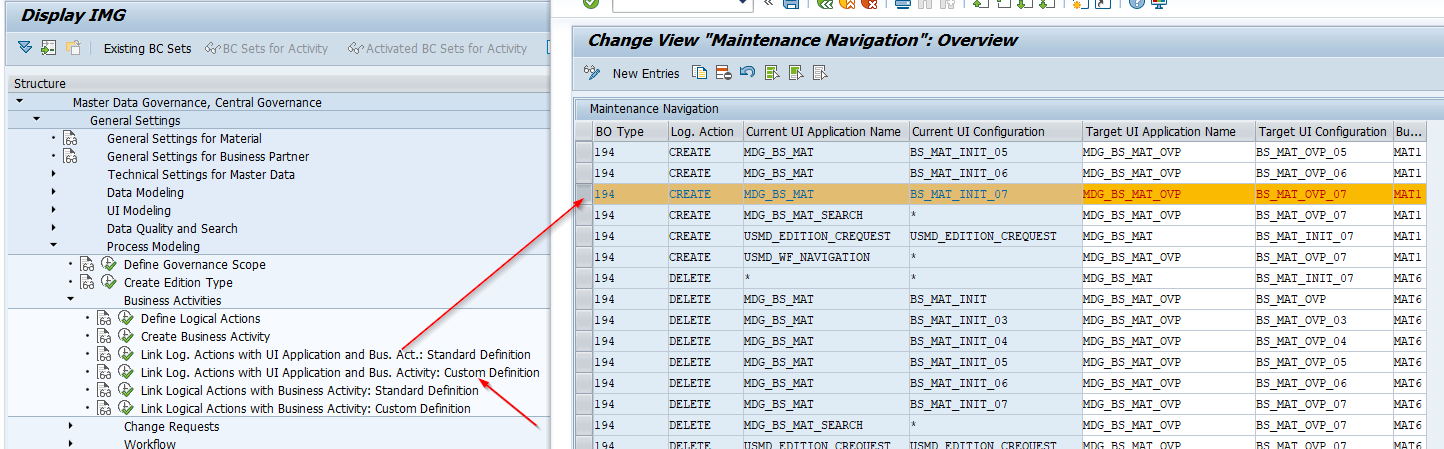 Display IMG
Existing BC Sets
BC Sets for Activity
Activated BC Sets for Activity
Structure
Master Data Governance, Central Governance
General Settings
General Settings for Material
General Settings for Business Partner
Technical Settings for Master Data
Data Modeling
UI Modeling
Data Quality and Search
Process Modeling
Define Governance Scope
Create Edition Type
Business Activities
Define Logical Actions
Create Business Activity
Link Log. Actions with UI Application and Bus. Act.: Standard Definition
Link Log. Actions with UI Application and Bus. Activity: Custom Definition
Link Logical Actions with Business Activity: Standard Definition
Link Logical Actions with Business Activity: Custom Definition
Change Requests
Workflow
Change View "Maintenance Navigation": Overview
New Entries
Maintenance Navigation
BO Type Log. Action Current UI Application Name Current UI Configuration Target UI Application Name Target UI Configuration Bu...
194 CREATE MDG_BS_MAT BS_MAT_INIT_05 MDG_BS_MAT_OVP BS_MAT_OVP_05 MAT1
194 CREATE MDG_BS_MAT BS_MAT_INIT_06 MDG_BS_MAT_OVP BS_MAT_OVP_06 MAT1
194 CREATE MDG_BS_MAT BS_MAT_INIT_07 MDG_BS_MAT_OVP BS_MAT_OVP_07 MAT1
194 CREATE MDG_BS_MAT_SEARCH * MDG_BS_MAT_OVP BS_MAT_OVP_07 MAT1
194 CREATE USMD_EDITION_CREQUEST USMD_EDITION_CREQUEST MDG_BS_MAT BS_MAT_INIT_07 MAT1
194 CREATE USMD_WF_NAVIGATION * MDG_BS_MAT_OVP BS_MAT_OVP_07 MAT1
194 DELETE * * MDG_BS_MAT BS_MAT_INIT_07 MAT6
194 DELETE MDG_BS_MAT BS_MAT_INIT MDG_BS_MAT_OVP BS_MAT_OVP MAT6
194 DELETE MDG_BS_MAT BS_MAT_INIT_03 MDG_BS_MAT_OVP BS_MAT_OVP_03 MAT6
194 DELETE MDG_BS_MAT BS_MAT_INIT_04 MDG_BS_MAT_OVP BS_MAT_OVP_04 MAT6
194 DELETE MDG_BS_MAT BS_MAT_INIT_05 MDG_BS_MAT_OVP BS_MAT_OVP_05 MAT6
194 DELETE MDG_BS_MAT BS_MAT_INIT_06 MDG_BS_MAT_OVP BS_MAT_OVP_06 MAT6
194 DELETE MDG_BS_MAT BS_MAT_INIT_07 MDG_BS_MAT_OVP BS_MAT_OVP_07 MAT6
194 DELETE MDG_BS_MAT_SEARCH * MDG_BS_MAT_OVP BS_MAT_OVP_07 MAT6
194 DELETE USMD_EDITION_CREQUEST USMD_EDITION_CREQUEST MDG_BS_MAT_OVP BS_MAT_OVP_07 MAT6